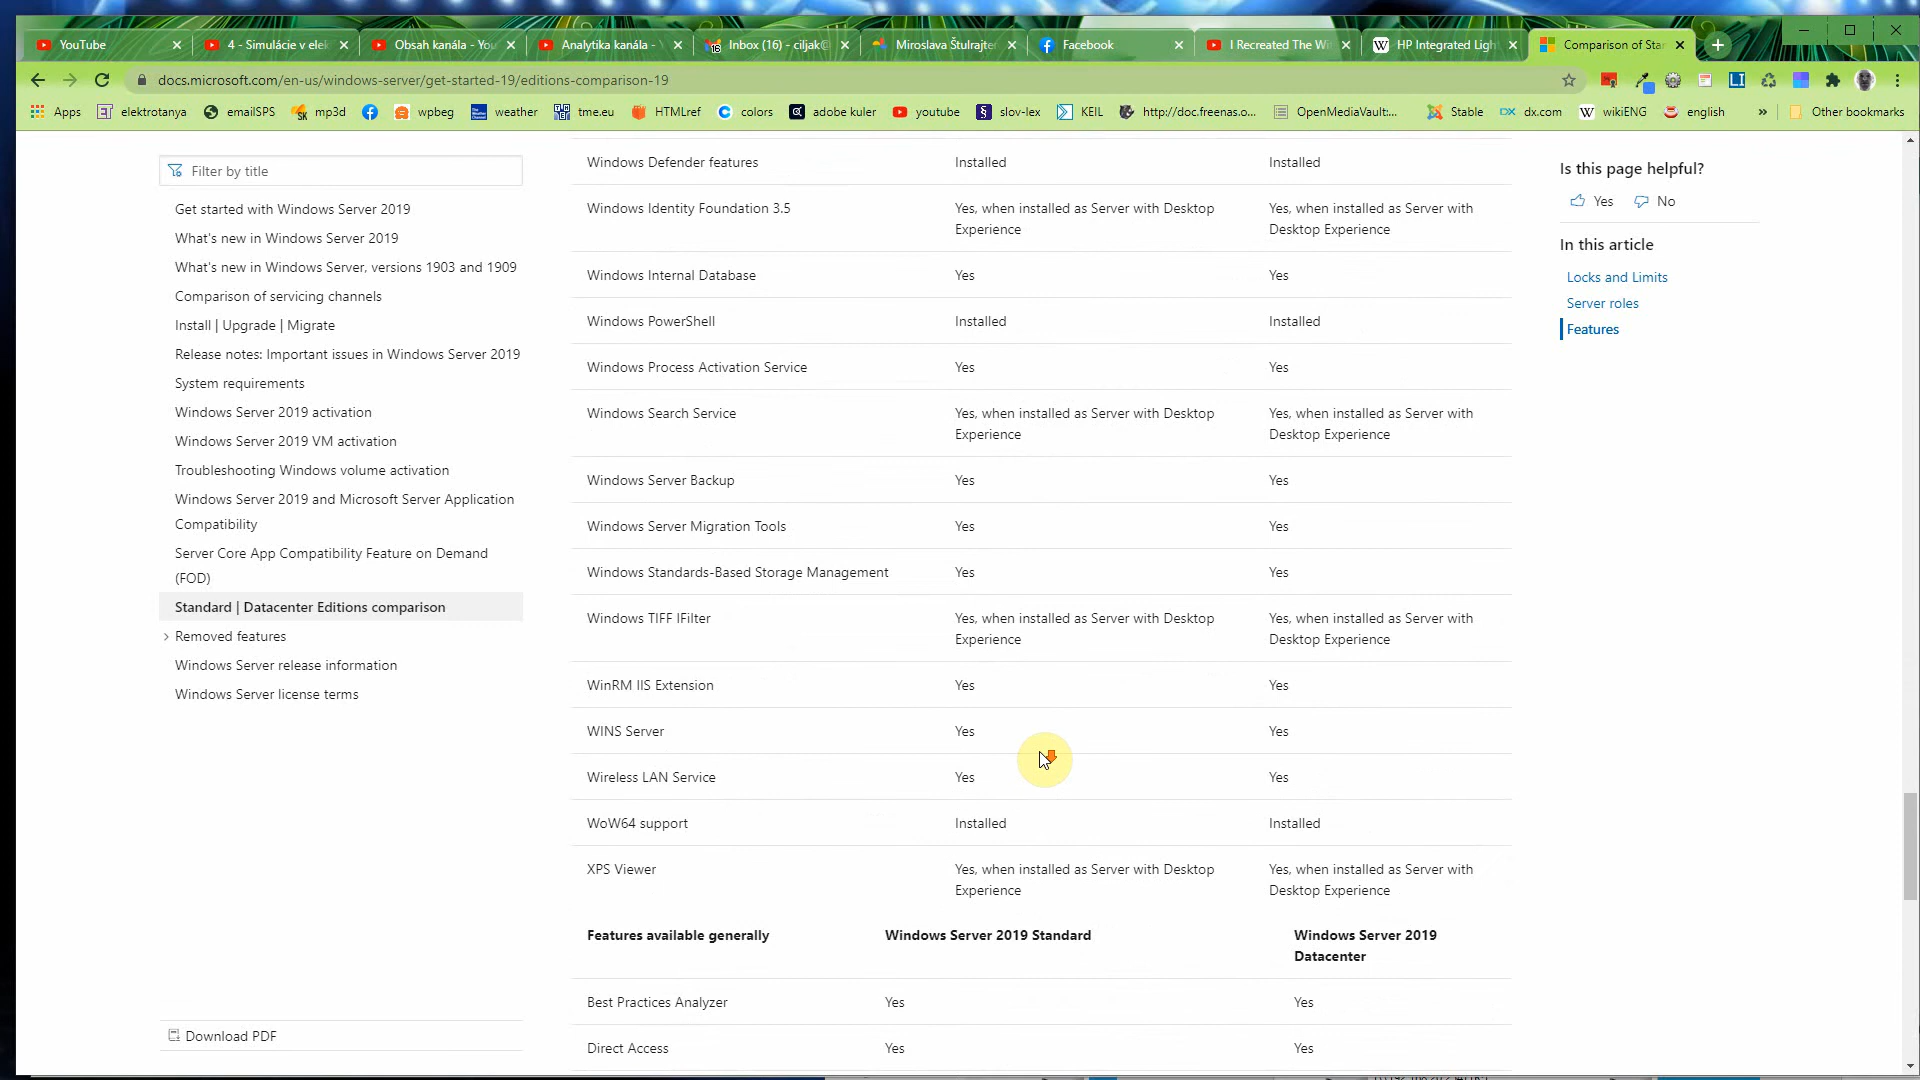 YouTube
4 - Simulácie v elek
Obsah kanála - You
Analytika kanála - Y
Inbox (16) - ciljak@
Miroslava Štulrajte
Facebook
I Recreated The Wi
HP Integrated Ligh
Comparison of Sta
docs.microsoft.com/en-us/windows-server/get-started-19/editions-comparison-19
Apps
elektrotanya
emailSPS
mp3d
wpbeg
weather
tme.eu
HTMLref
colors
adobe kuler
youtube
slov-lex
KEIL
http://doc.freenas.o...
OpenMediaVault:...
Stable
dx.com
wikiENG
english
»
Other bookmarks
Filter by title
Get started with Windows Server 2019
What's new in Windows Server 2019
What's new in Windows Server, versions 1903 and 1909
Comparison of servicing channels
Install | Upgrade | Migrate
Release notes: Important issues in Windows Server 2019
System requirements
Windows Server 2019 activation
Windows Server 2019 VM activation
Troubleshooting Windows volume activation
Windows Server 2019 and Microsoft Server Application
Compatibility
Server Core App Compatibility Feature on Demand
(FOD)
Standard | Datacenter Editions comparison
Removed features
Windows Server release information
Windows Server license terms
Download PDF
Windows Defender features Installed Installed
Windows Identity Foundation 3.5 Yes, when installed as Server with Desktop Yes, when installed as Server with
Experience Desktop Experience
Windows Internal Database Yes Yes
Windows PowerShell Installed Installed
Windows Process Activation Service Yes Yes
Windows Search Service Yes, when installed as Server with Desktop Yes, when installed as Server with
Experience Desktop Experience
Windows Server Backup Yes Yes
Windows Server Migration Tools Yes Yes
Windows Standards-Based Storage Management Yes Yes
Windows TIFF IFilter Yes, when installed as Server with Desktop Yes, when installed as Server with
Experience Desktop Experience
WinRM IIS Extension Yes Yes
WINS Server Yes Yes
Wireless LAN Service Yes Yes
WoW64 support Installed Installed
XPS Viewer Yes, when installed as Server with Desktop Yes, when installed as Server with
Experience Desktop Experience
Features available generally Windows Server 2019 Standard Windows Server 2019
Datacenter
Best Practices Analyzer Yes Yes
Direct Access Yes Yes
Is this page helpful?
Yes No
In this article
Locks and Limits
Server roles
Features